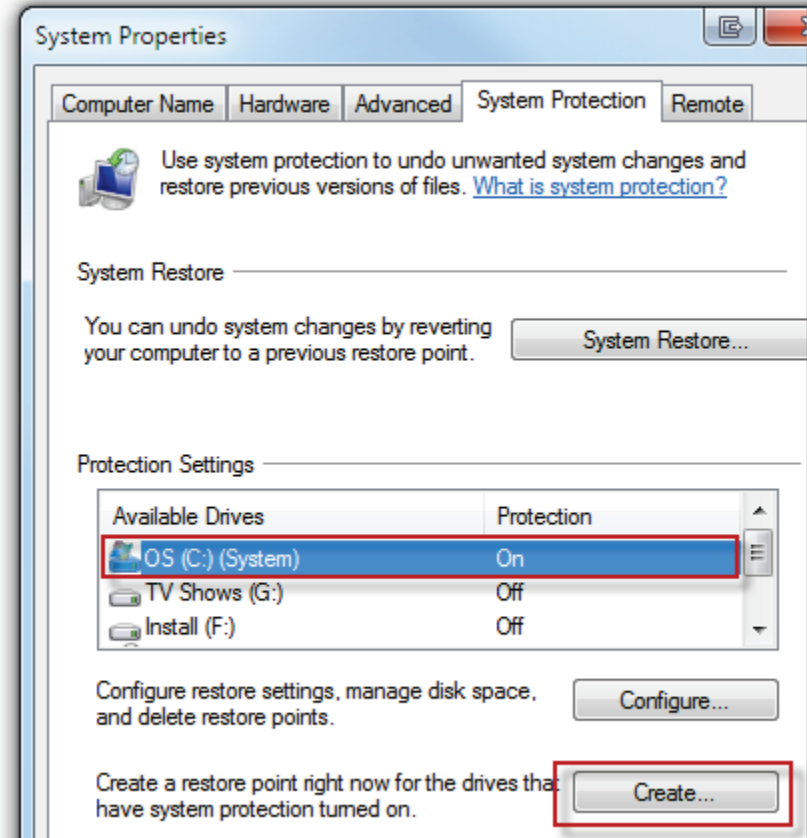 System Properties
Computer Name Hardware Advanced System Protection Remote
Use system protection to undo unwanted system changes and
restore previous versions of files. What is system protection?
System Restore
You can undo system changes by reverting
your computer to a previous restore point.
System Restore...
Protection Settings
Available Drives Protection
OS (C:) (System) On
TV Shows (G:) Off
Install (F:) Off
Configure restore settings, manage disk space,
and delete restore points.
Configure...
Create a restore point right now for the drives that
have system protection turned on.
Create...